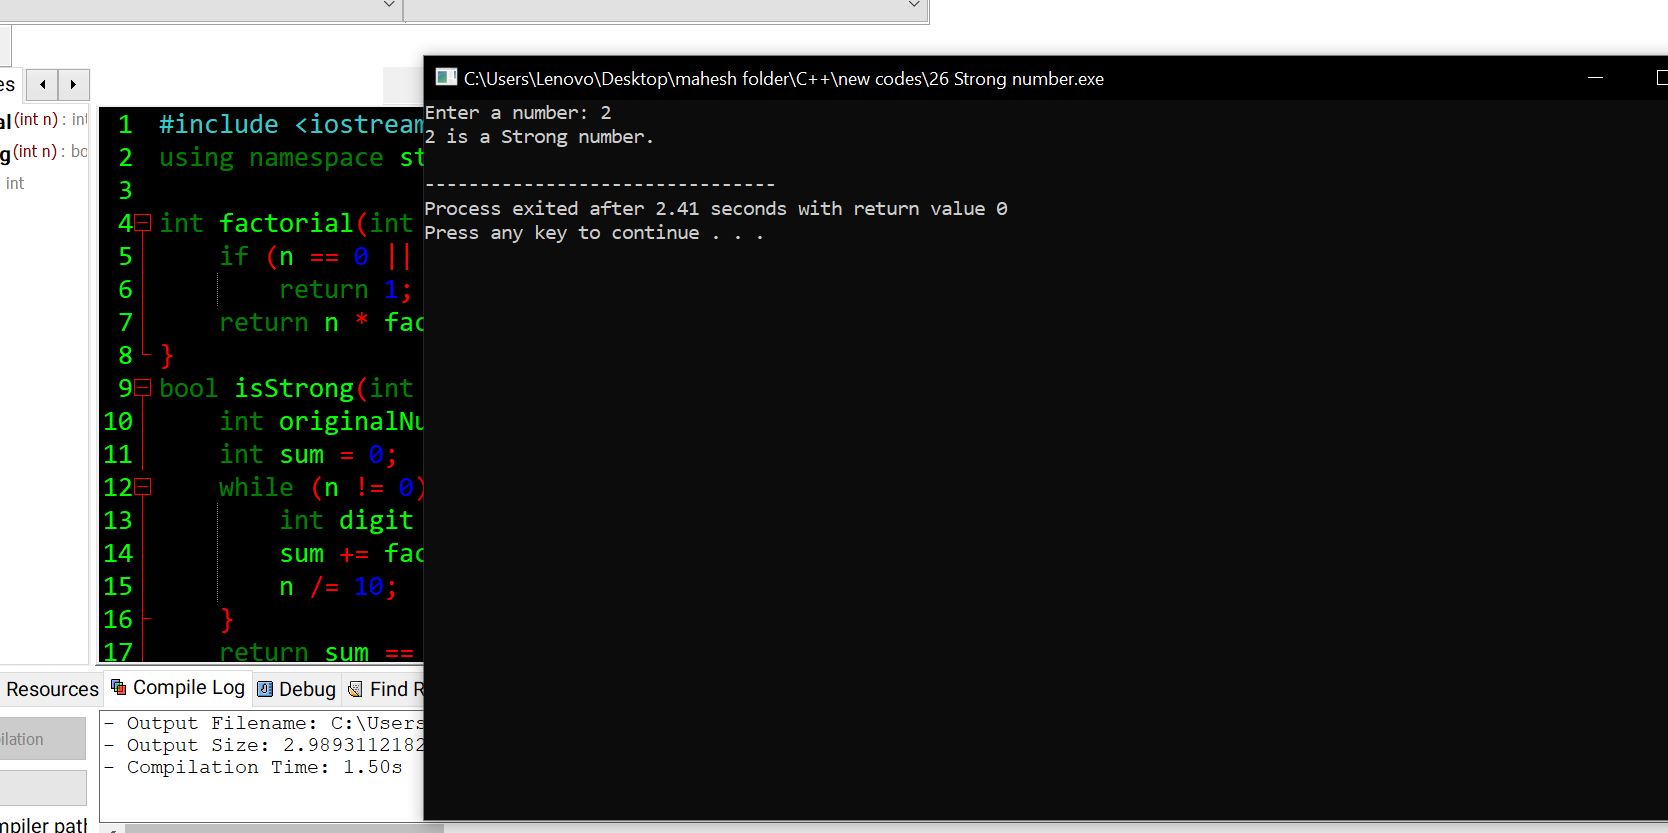 es
C:\Users\Lenovo\Desktop\mahesh folder\C++\new codes\26 Strong number.exe
al(int n) : int
g(int n) : bo
int
1 #include <iostream
2 using namespace st
3
4 int factorial(int
5 if (n == 0 ||
6 return 1;
7 return n * fac
8 }
9 bool isStrong(int
10 int originalNu
11 int sum = 0;
12 while (n != 0)
13 int digit
14 sum += fac
15 n /= 10;
16 }
17 return sum ==
Enter a number: 2
2 is a Strong number.
--------------------------------
Process exited after 2.41 seconds with return value 0
Press any key to continue . . .
Resources Compile Log Debug Find R
ilation
mpiler path
- Output Filename: C:\Users
- Output Size: 2.9893112182
- Compilation Time: 1.50s